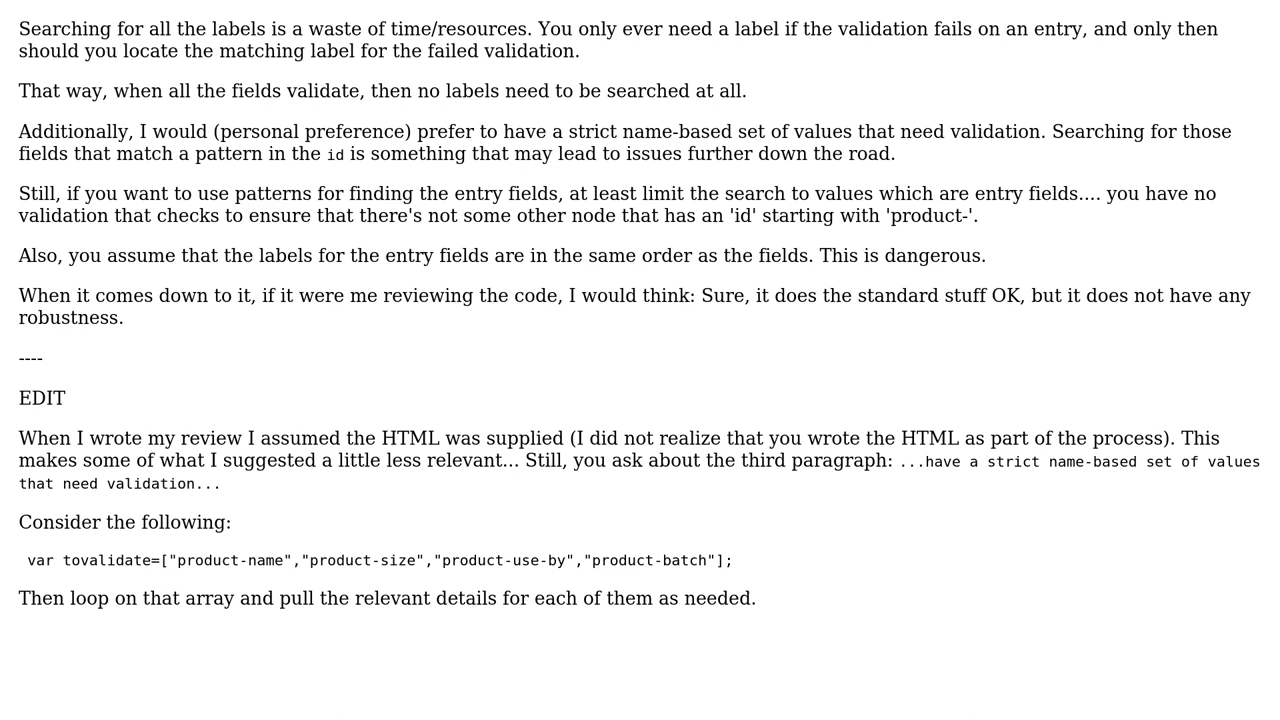 Searching for all the labels is a waste of time/resources. You only ever need a label if the validation fails on an entry, and only then
should you locate the matching label for the failed validation.
That way, when all the fields validate, then no labels need to be searched at all.
Additionally, I would (personal preference) prefer to have a strict name-based set of values that need validation. Searching for those
fields that match a pattern in the id is something that may lead to issues further down the road.
Still, if you want to use patterns for finding the entry fields, at least limit the search to values which are entry fields.... you have no
validation that checks to ensure that there's not some other node that has an 'id' starting with 'product-'.
Also, you assume that the labels for the entry fields are in the same order as the fields. This is dangerous.
When it comes down to it, if it were me reviewing the code, I would think: Sure, it does the standard stuff OK, but it does not have any
robustness.
----
EDIT
When I wrote my review I assumed the HTML was supplied (I did not realize that you wrote the HTML as part of the process). This
makes some of what I suggested a little less relevant... Still, you ask about the third paragraph: ...have a strict name-based set of values
that need validation...
Consider the following:
var tovalidate=["product-name","product-size","product-use-by","product-batch"];
Then loop on that array and pull the relevant details for each of them as needed.